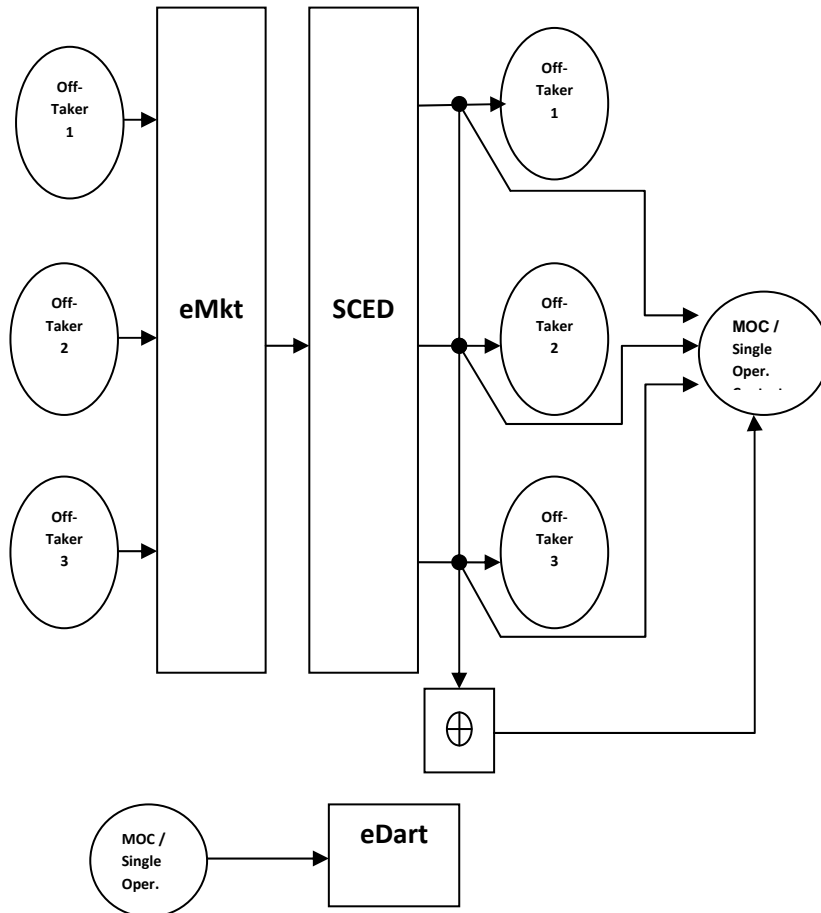 Off-
Taker
1
Off-
Taker
1
eMkt
SCED
Off-
Taker
2
Off-
Taker
2
MOC /
Single
Oper.
Off-
Taker
3
Off-
Taker
3
MOC /
Single
Oper.
eDart